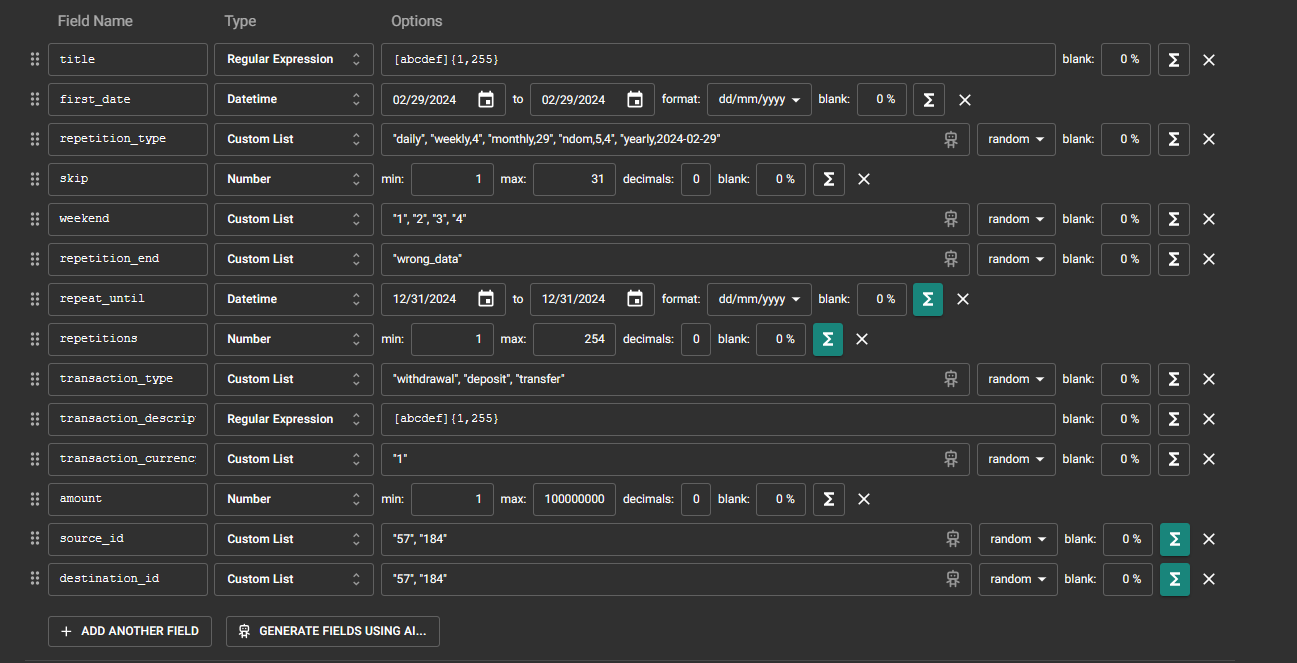 Field Name Type Options
title Regular Expression [abcdef]{1,255} blank: 0 % Σ
first_date Datetime 02/29/2024 to 02/29/2024 format: dd/mm/yyyy blank: 0 % Σ
repetition_type Custom List "daily", "weekly,4", "monthly,29", "ndom,5,4", "yearly,2024-02-29" random blank: 0 % Σ
skip Number min: 1 max: 31 decimals: 0 blank: 0 % Σ
weekend Custom List "1", "2", "3", "4" random blank: 0 % Σ
repetition_end Custom List "wrong_data" random blank: 0 % Σ
repeat_until Datetime 12/31/2024 to 12/31/2024 format: dd/mm/yyyy blank: 0 % Σ
repetitions Number min: 1 max: 254 decimals: 0 blank: 0 % Σ
transaction_type Custom List "withdrawal", "deposit", "transfer" random blank: 0 % Σ
transaction_descrip Regular Expression [abcdef]{1,255} blank: 0 % Σ
transaction_currenc Custom List "1" random blank: 0 % Σ
amount Number min: 1 max: 100000000 decimals: 0 blank: 0 % Σ
source_id Custom List "57", "184" random blank: 0 % Σ
destination_id Custom List "57", "184" random blank: 0 % Σ
+ ADD ANOTHER FIELD GENERATE FIELDS USING AI...